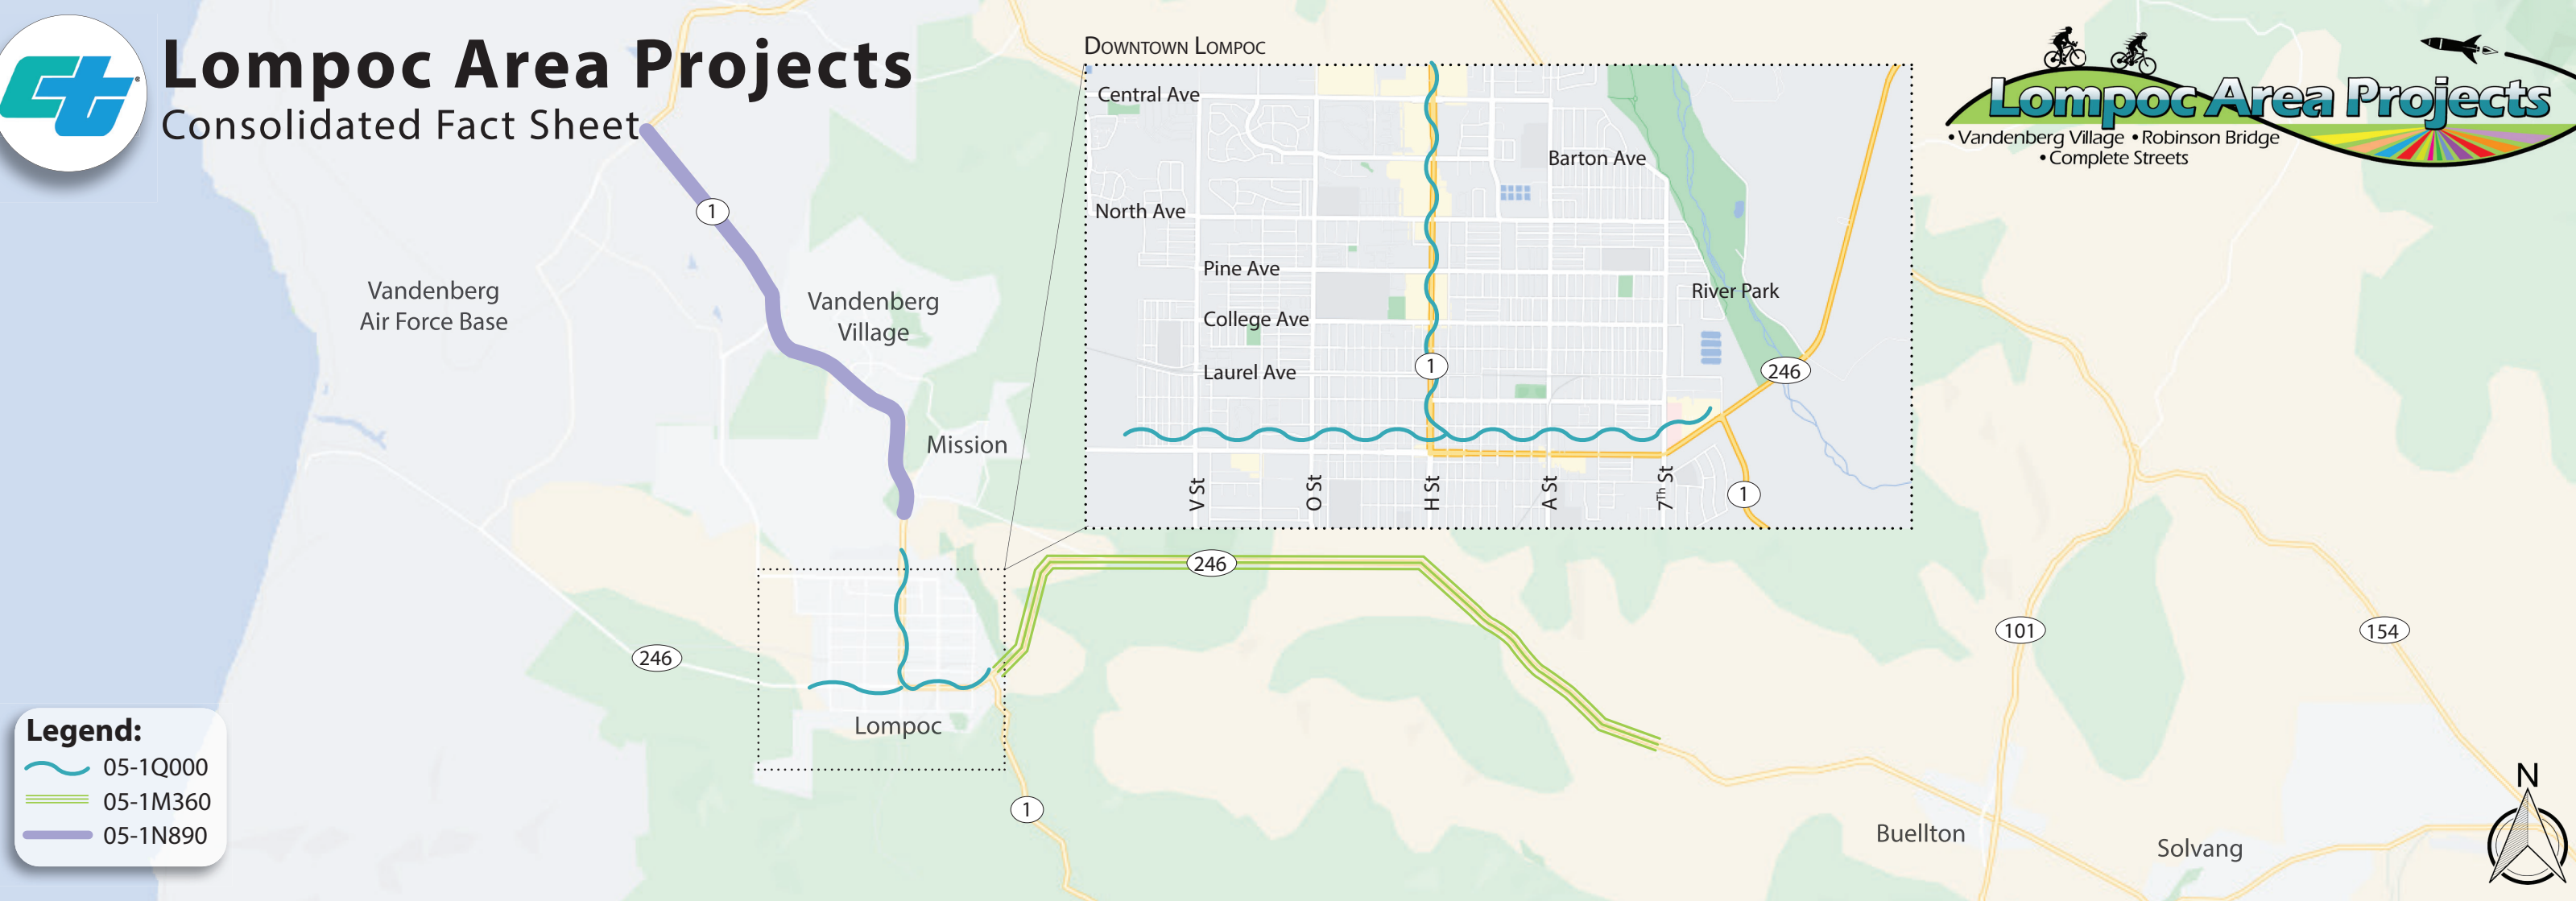 Lompoc Area Projects
Consolidated Fact Sheet
Lompoc Area Projects
• Vandenberg Village • Robinson Bridge
• Complete Streets
Downtown Lompoc
Central Ave
Barton Ave
North Ave
Pine Ave
River Park
College Ave
Laurel Ave
1
246
V St
O St
H St
A St
7Th St
1
1
Vandenberg
Air Force Base
Vandenberg
Village
Mission
246
246
101
154
Lompoc
1
Buellton
Solvang
Legend:
05-1Q000
05-1M360
05-1N890
N